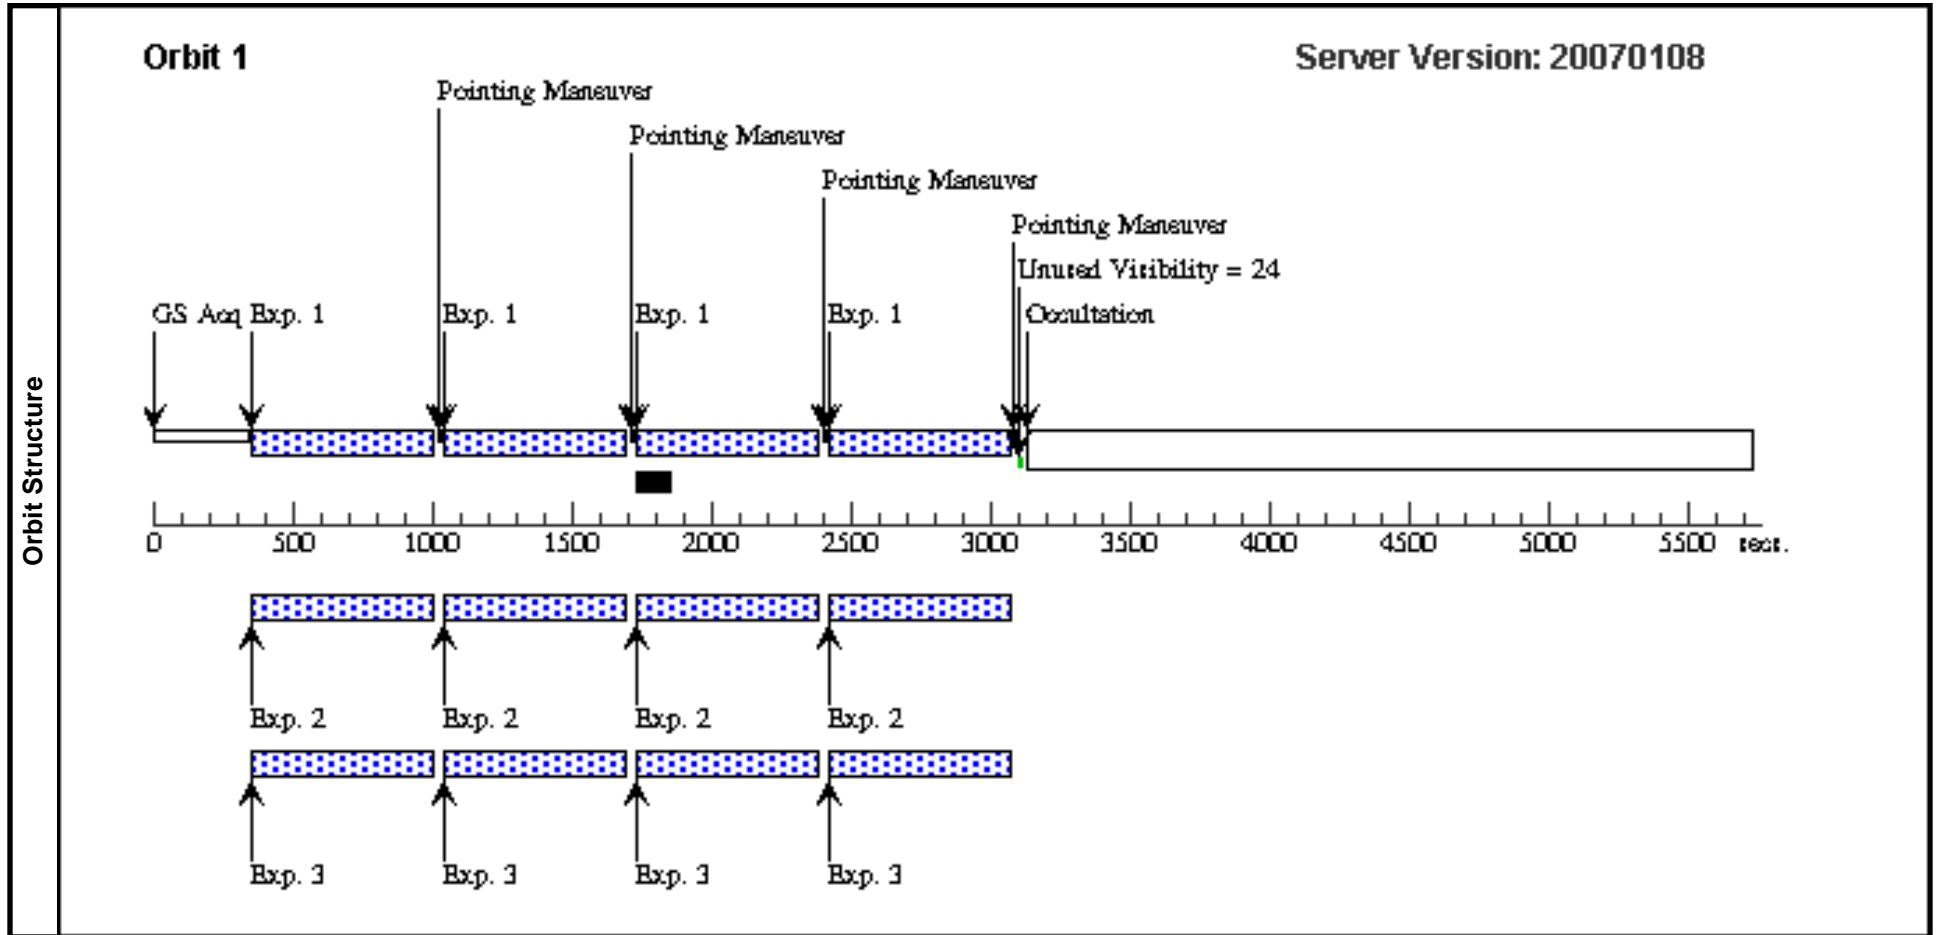 Orbit Structure
Orbit 1
Server Version: 20070108
Pointing Maneuver
Pointing Maneuver
Pointing Maneuver
Pointing Maneuver
Unused Visibility = 24
GS Acq Exp. 1 Exp. 1 Exp. 1 Exp. 1 Occultation
0 500 1000 1500 2000 2500 3000 3500 4000 4500 5000 5500 secs.
Exp. 2 Exp. 2 Exp. 2 Exp. 2
Exp. 3 Exp. 3 Exp. 3 Exp. 3